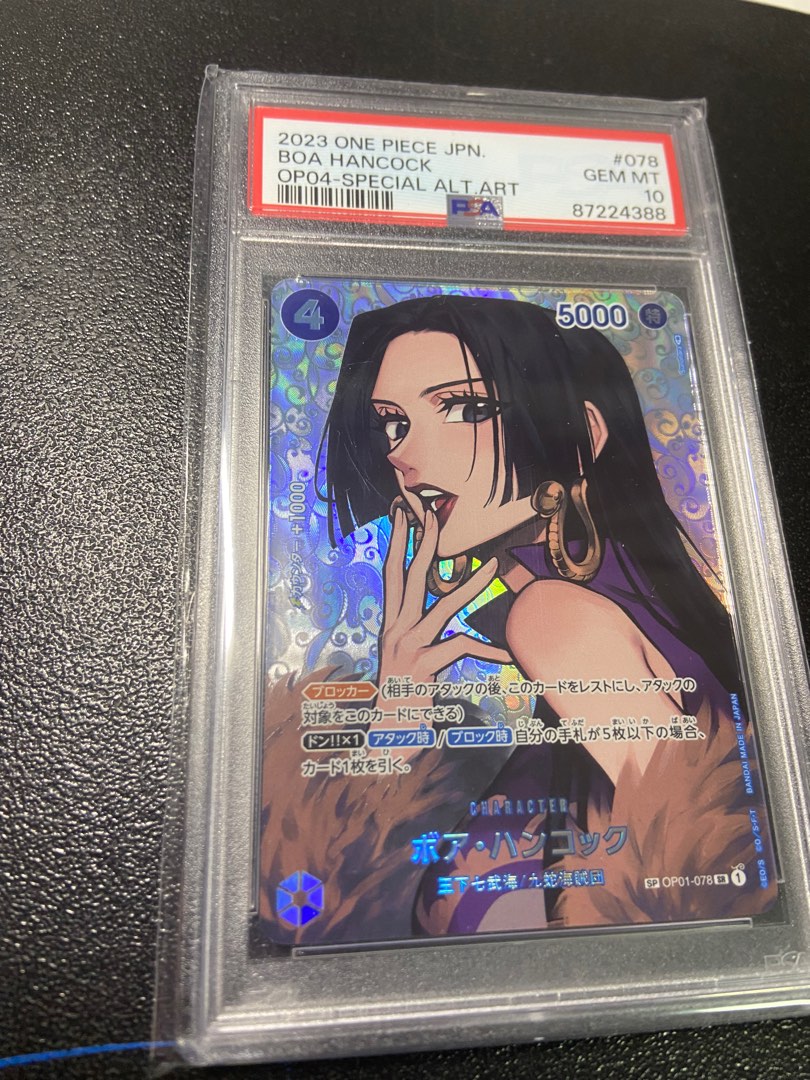 2023 ONE PIECE JPN. #078
BOA HANCOCK GEM MT
OP04-SPECIAL ALT.ART 10
PSA 87224388
4 5000 特
カウンター +1000
ブロッカー (相手のアタックの後、このカードをレストにし、アタックの
対象をこのカードにできる)
ドン!!×1 アタック時 / ブロック時 自分の手札が5枚以下の場合、
カード1枚を引く。
CHARACTER
ボア・ハンコック
王下七武海/九蛇海賊団
SP OP01-078 SR 1
©EO/S ©O/S・F・T BANDAI MADE IN JAPAN